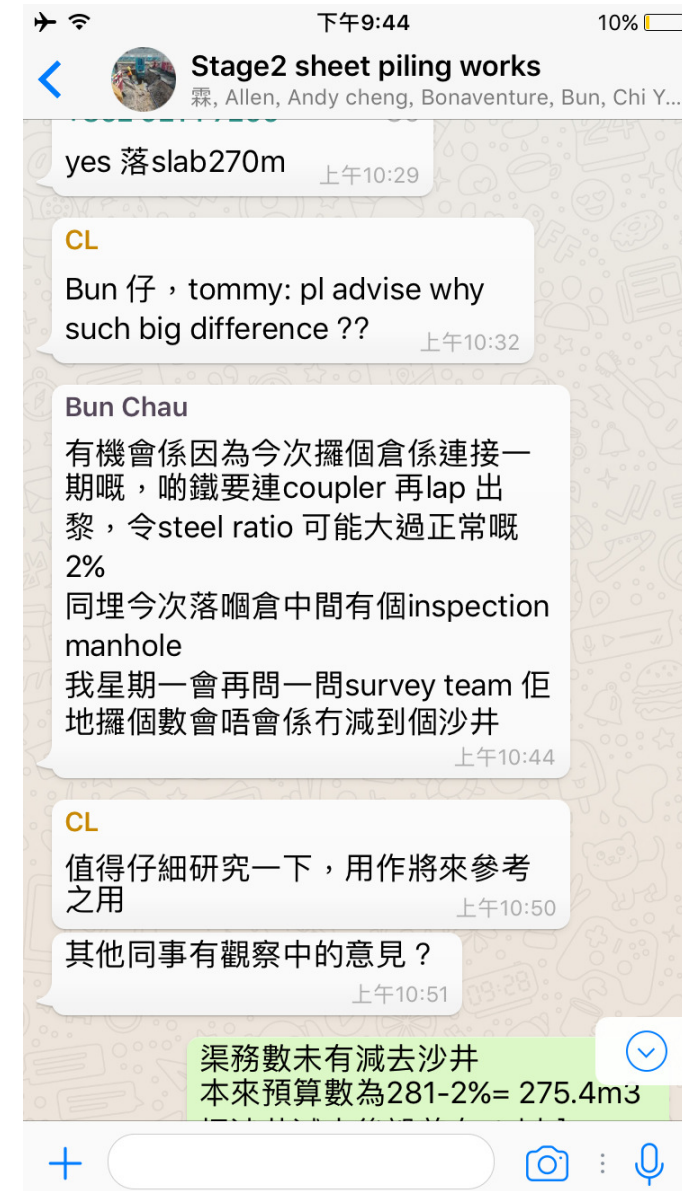 下午9:44
10%
Stage2 sheet piling works
霖, Allen, Andy cheng, Bonaventure, Bun, Chi Y...
yes 落slab270m
上午10:29
CL
Bun 仔，tommy: pl advise why
such big difference ??
上午10:32
Bun Chau
有機會係因為今次攞個倉係連接一
期嘅，啲鐵要連coupler 再lap 出
黎，令steel ratio 可能大過正常嘅
2%
同埋今次落嗰倉中間有個inspection
manhole
我星期一會再問一問survey team 佢
地攞個數會唔會係冇減到個沙井
上午10:44
CL
值得仔細研究一下，用作將來參考
之用
上午10:50
其他同事有觀察中的意見？
上午10:51
渠務數未有減去沙井
本來預算數為281-2%= 275.4m3